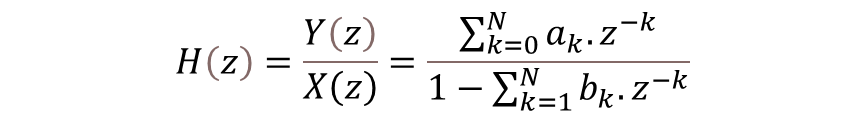 H(z) = Y(z)/X(z) = ∑_{k=0}^{N} a_k . z^{−k} / 1 − ∑_{k=1}^{N} b_k . z^{−k}